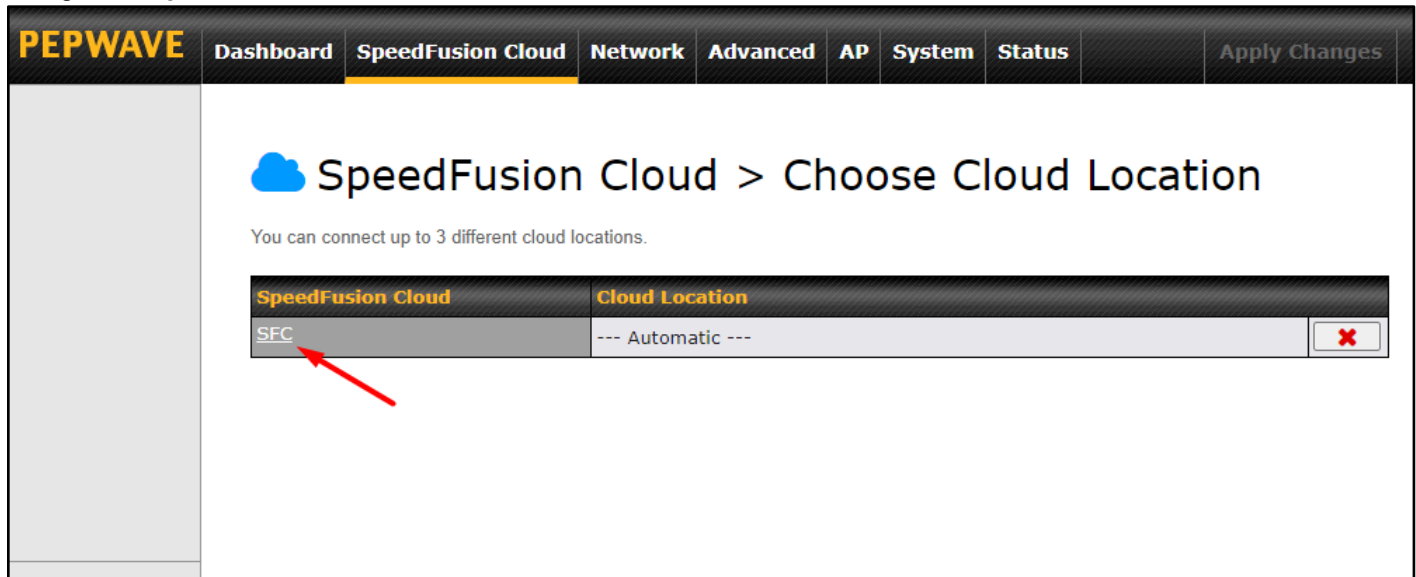 PEPWAVE Dashboard SpeedFusion Cloud Network Advanced AP System Status Apply Changes
SpeedFusion Cloud > Choose Cloud Location
You can connect up to 3 different cloud locations.
SpeedFusion Cloud Cloud Location
SFC --- Automatic ---